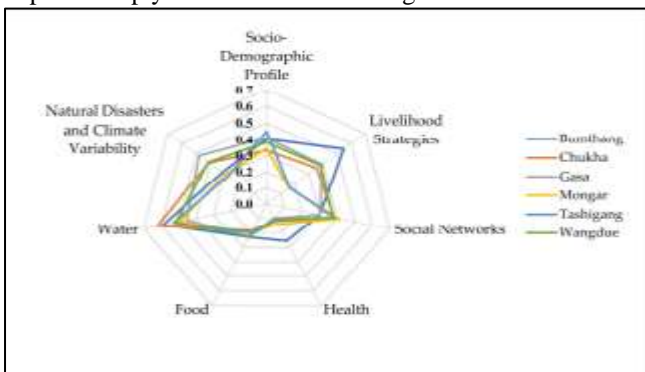 Socio-
Demographic
Profile
0.7
0.6
0.5
0.4
0.3
0.2
0.1
0.0
Natural Disasters
and Climate
Variability
Livelihood
Strategies
Water
Social Networks
Food
Health
Bumthang
Chukha
Gasa
Mongar
Tashigang
Wangdue